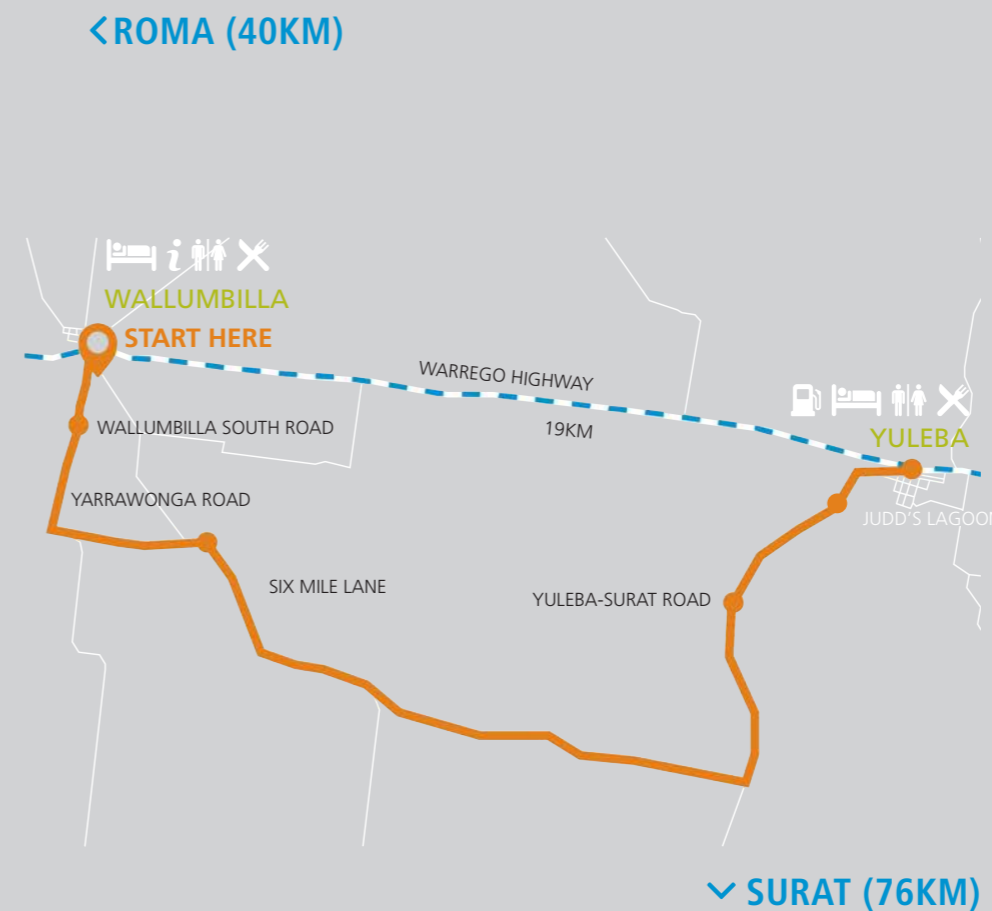 ROMA (40KM)
WALLUMBILLA
START HERE
WARREGO HIGHWAY
19KM
YULEBA
WALLUMBILLA SOUTH ROAD
YARRAWONGA ROAD
JUDD'S LAGOON
SIX MILE LANE
YULEBA-SURAT ROAD
SURAT (76KM)